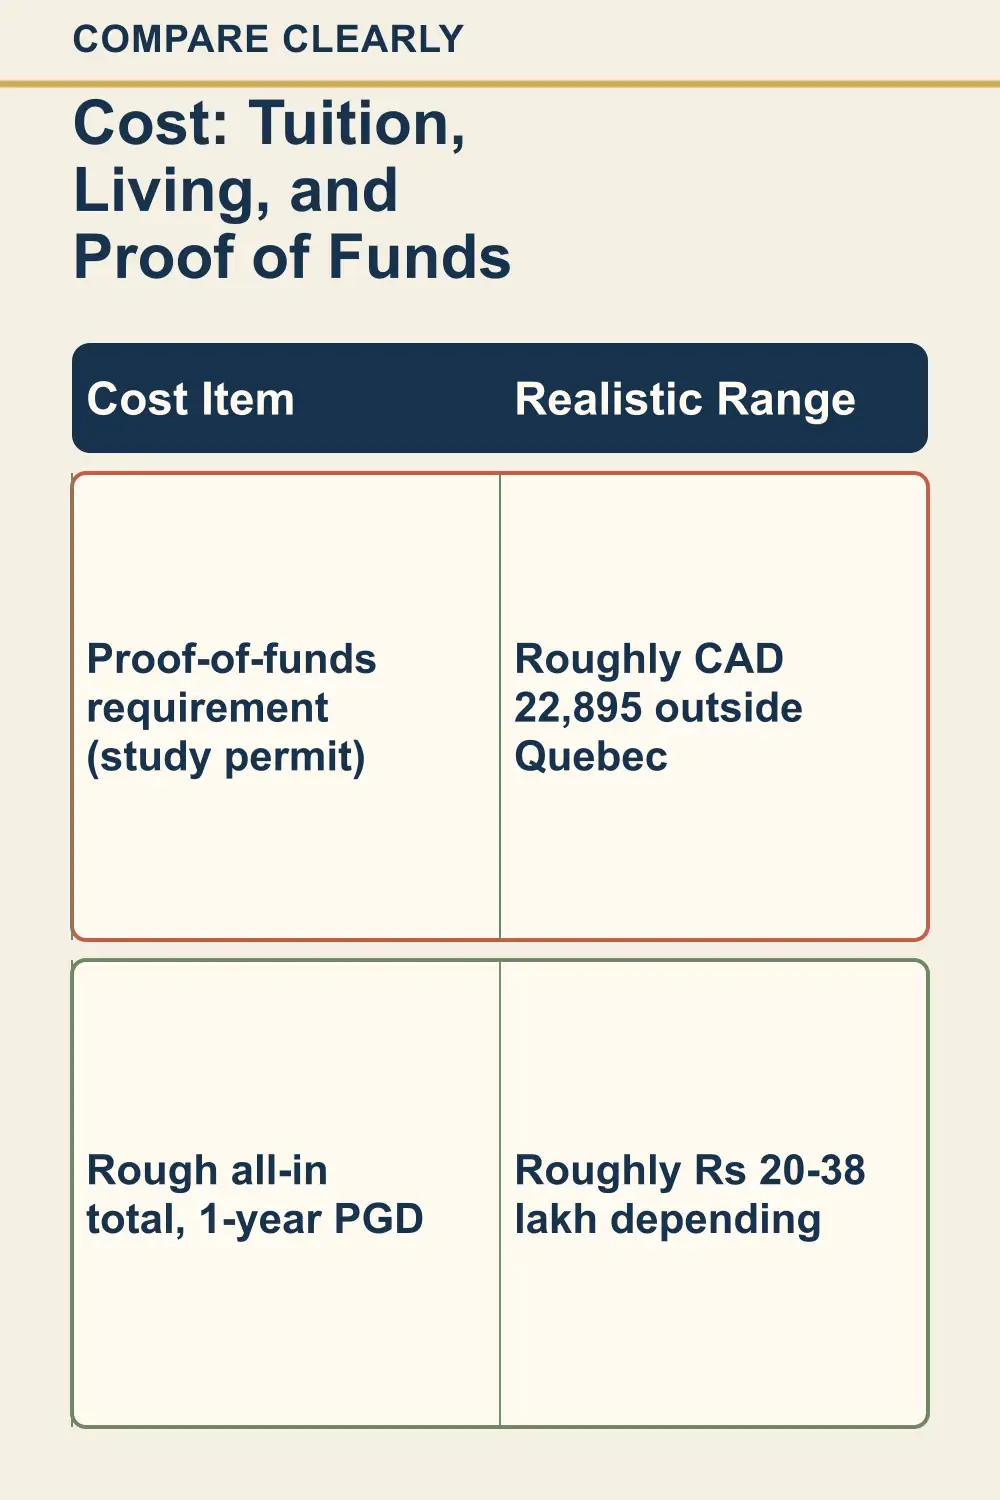 COMPARE CLEARLY
Cost: Tuition,
Living, and
Proof of Funds
Cost Item
Realistic Range
Proof-of-funds
requirement
(study permit)
Roughly CAD
22,895 outside
Quebec
Rough all-in
total, 1-year PGD
Roughly Rs 20-38
lakh depending